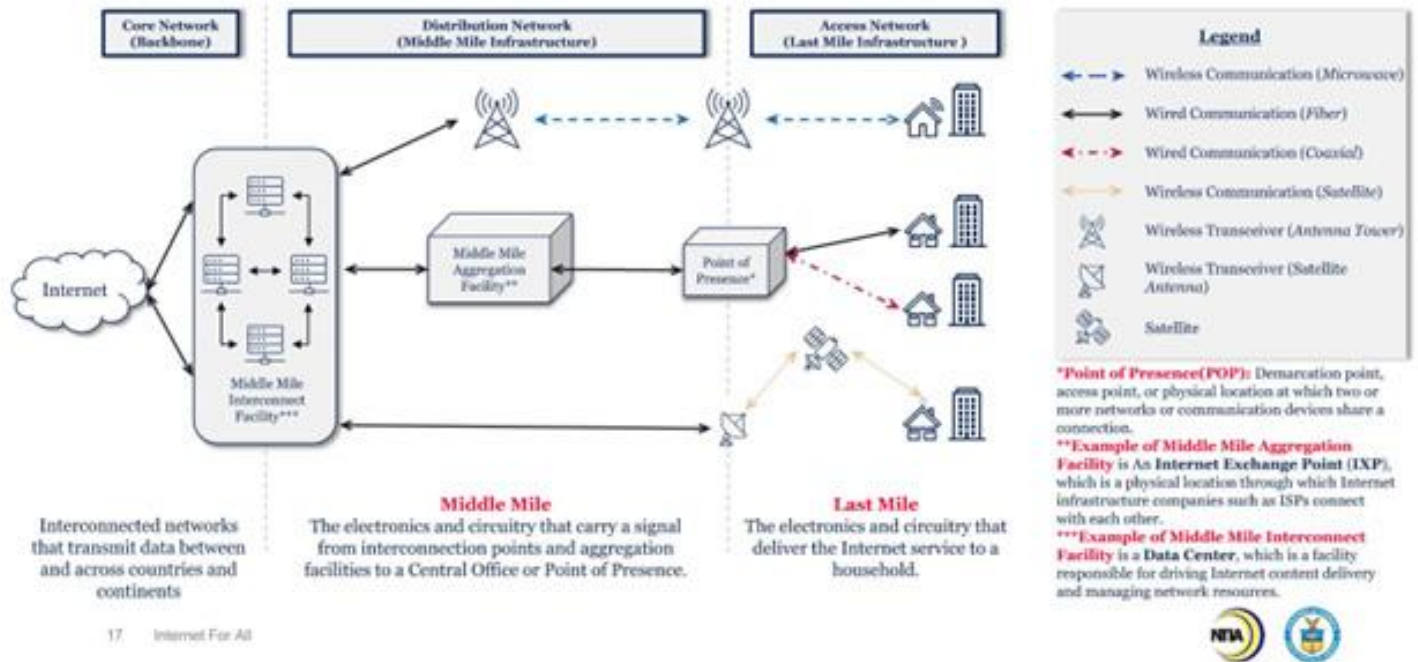 Core Network
(Backbone)
Distribution Network
(Middle Mile Infrastructure)
Access Network
(Last Mile Infrastructure )
Internet
Middle Mile
Interconnect
Facility***
Middle Mile
Aggregation
Facility**
Point of
Presence*
Interconnected networks
that transmit data between
and across countries and
continents
Middle Mile
The electronics and circuitry that carry a signal
from interconnection points and aggregation
facilities to a Central Office or Point of Presence.
Last Mile
The electronics and circuitry that
deliver the Internet service to a
household.
Legend
Wireless Communication (Microwave)
Wired Communication (Fiber)
Wired Communication (Coaxial)
Wireless Communication (Satellite)
Wireless Transceiver (Antenna Tower)
Wireless Transceiver (Satellite
Antenna)
Satellite
*Point of Presence(POP): Demarcation point,
access point, or physical location at which two or
more networks or communication devices share a
connection.
**Example of Middle Mile Aggregation
Facility is An Internet Exchange Point (IXP),
which is a physical location through which Internet
infrastructure companies such as ISPs connect
with each other.
***Example of Middle Mile Interconnect
Facility is a Data Center, which is a facility
responsible for driving Internet content delivery
and managing network resources.
17 Internet For All
NTIA